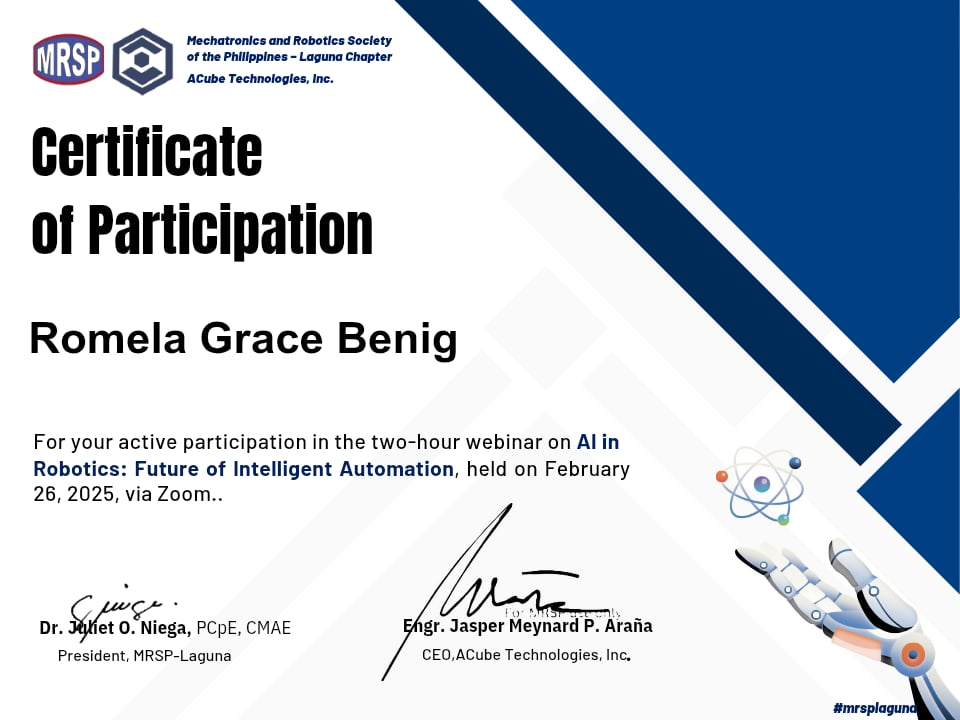 MRSP
Mechatronics and Robotics Society
of the Philippines – Laguna Chapter
ACube Technologies, Inc.
Certificate
of Participation
Romela Grace Benig
For your active participation in the two-hour webinar on AI in
Robotics: Future of Intelligent Automation, held on February
26, 2025, via Zoom..
For MRSP use only
Dr. Juliet O. Niega, PCpE, CMAE
Engr. Jasper Meynard P. Araña
President, MRSP-Laguna
CEO,ACube Technologies, Inc.
#mrsplaguna